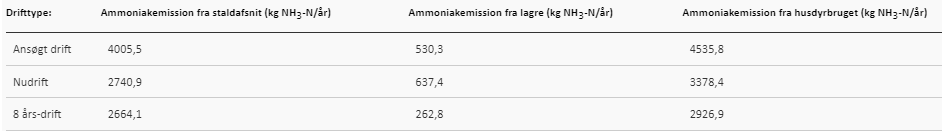 Drifttype: Ammoniakemission fra staldafsnit (kg NH3-N/år) Ammoniakemission fra lagre (kg NH3-N/år) Ammoniakemission fra husdyrbruget (kg NH3-N/år)
Ansøgt drift 4005,5 530,3 4535,8
Nudrift 2740,9 637,4 3378,4
8 års-drift 2664,1 262,8 2926,9